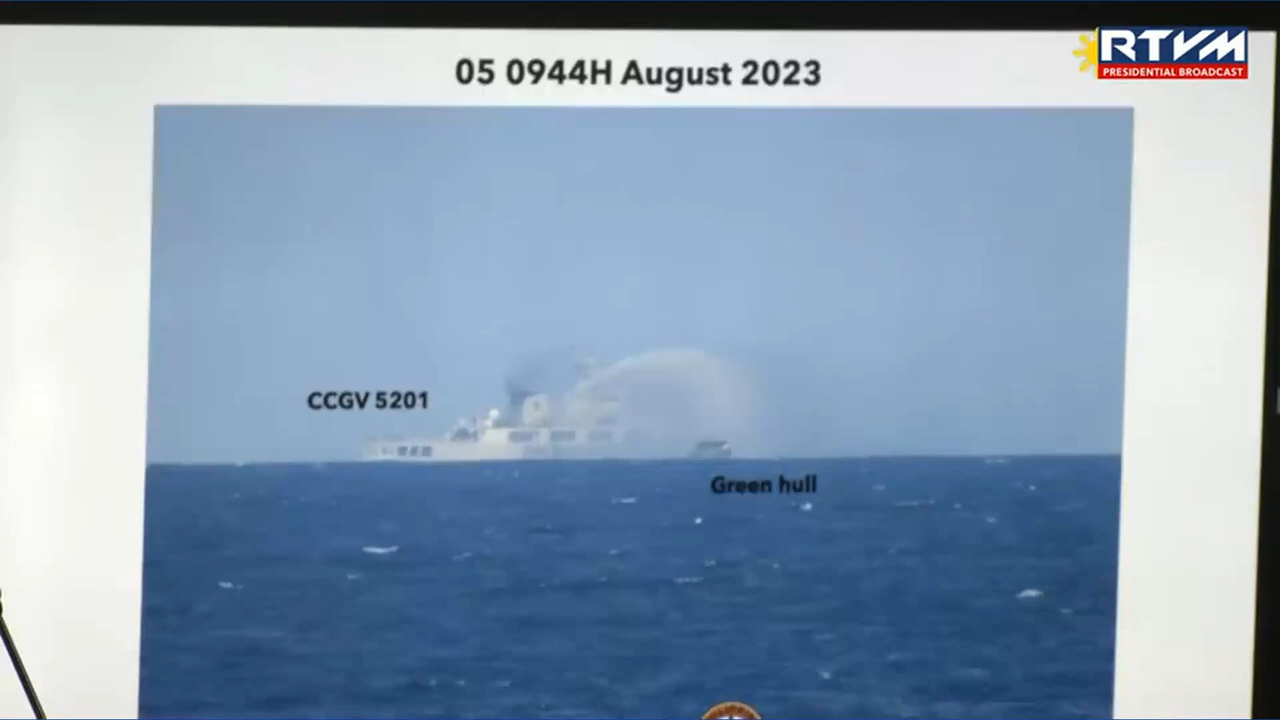 RTVM
PRESIDENTIAL BROADCAST
05 0944H August 2023
CCGV 5201
Green hull